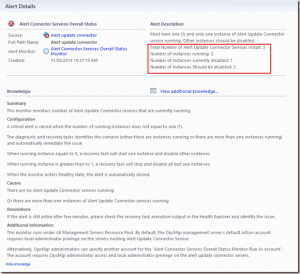 Alert Details
Alert Connector Services Overall Status
Alert Description
Source:
Alert update connector
Full Path Name:
Alert update connector
Alert Monitor:
Alert Connector Services Overall Status Monitor
Created:
Must have one (1) and only one instance of Alert Update Connector service running. Other instances should be disabled.
Total Number of Alert Update Connector Services install: 3
Number of instances running: 2
Number of instances currently disabled: 1
Number of instances Should be disabled: 2
Knowledge:
View additional knowledge...
Summary
This monitor monitors number of Alert Update Connector services that are currently running.
Configuration
A critical alert is raised when the number of running instances does not equal to one (1).
The diagnostic and recovery tasks identifies the scenario (either there are instances running or there are more than one instances running), and automatically remediate the issue
When running instance equals to 0, a recovery task will start one instance and disable other instances.
When running instance is greater than to 1, a recovery task will stop and disable all but one instances
When the monitor enters Healthy state, the alert is automatically closed.
Causes
There are no Alert Update Connector services running
Or there are more than one instances of Alert Update Connector services running.
Resolutions
If the alert is still active after few minutes, please check the recovery task execution output in the Health Explorer and identify the issue
Additional Information
This monitor runs under All Management Servers Resource Pool. By default, the OpsMgr management server's default action account requires local administrator privilege on the servers hosting Alert Update Connector Service.
Alternatively, OpsMgr administrators can specify another account for the "Alert Connector Services Overall Status Monitor Run As account". The account requires OpsMgr administrator access and local administrator privilege on the alert update connector servers.